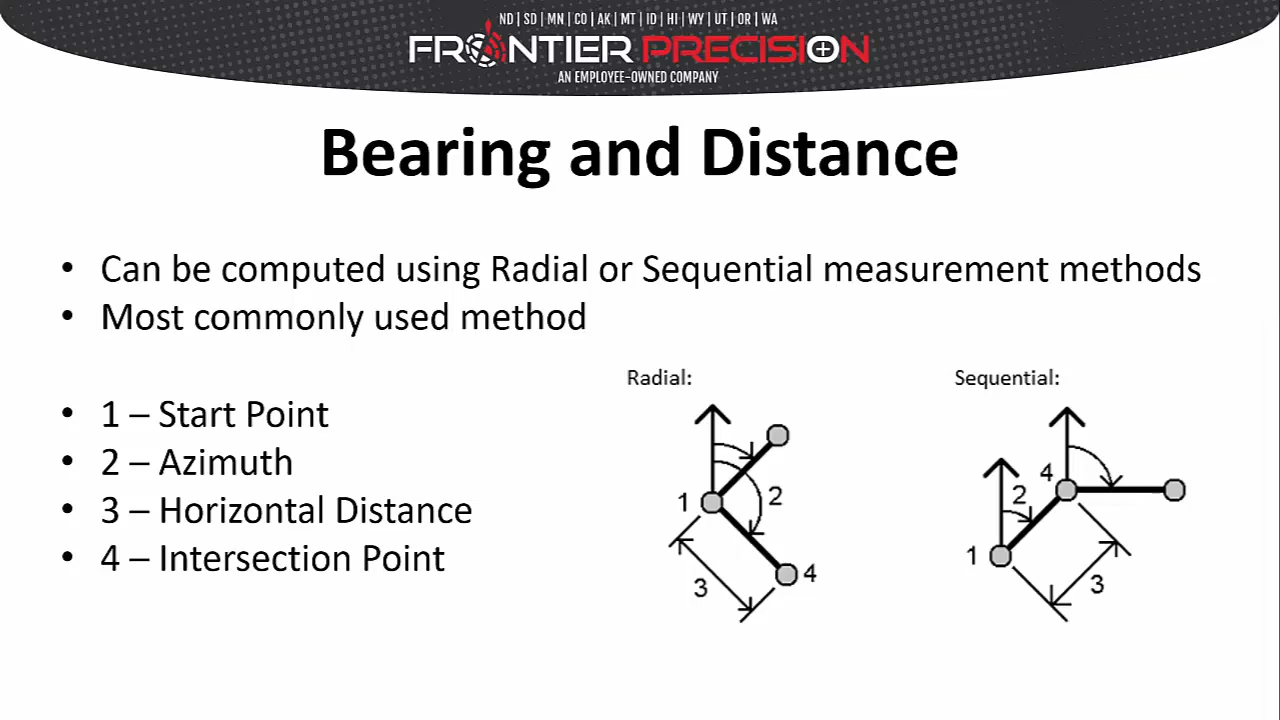 ND | SD | MN | CO | AK | MT | ID | HI | WY | UT | OR | WA
FRONTIER PRECISION
AN EMPLOYEE-OWNED COMPANY
Bearing and Distance
• Can be computed using Radial or Sequential measurement methods
• Most commonly used method
• 1 – Start Point
• 2 – Azimuth
• 3 – Horizontal Distance
• 4 – Intersection Point
Radial:
1
2
3
4
Sequential:
4
2
1
3